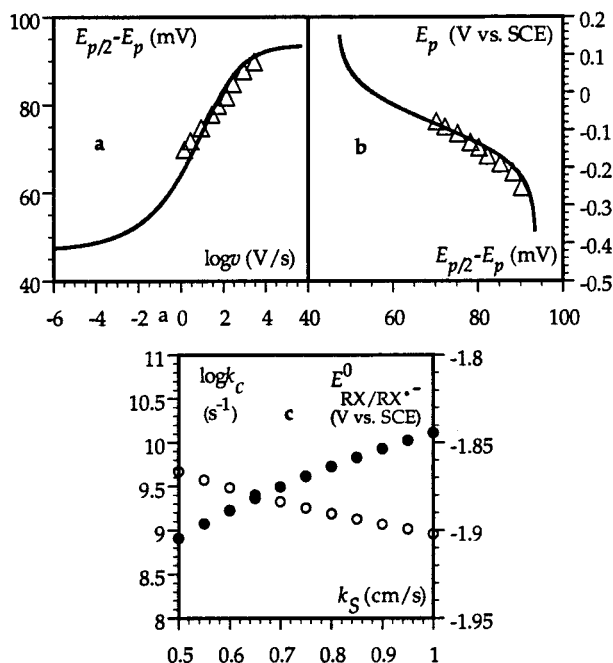 100
E_{p/2}-E_p (mV)
80
a
60
logv (V/s)
40
-6 -4 -2 a 0 2 4
0.2
E_p (V vs. SCE)
0.1
0
b
-0.1
-0.2
-0.3
-0.4
E_{p/2}-E_p (mV)
-0.5
40 60 80 100
11
logk_c
E^0
-1.8
RX/RX^{•-}
10.5
(s^{-1}) c (V vs. SCE)
10
-1.85
9.5
9
-1.9
8.5
k_S (cm/s)
8
-1.95
0.5 0.6 0.7 0.8 0.9 1